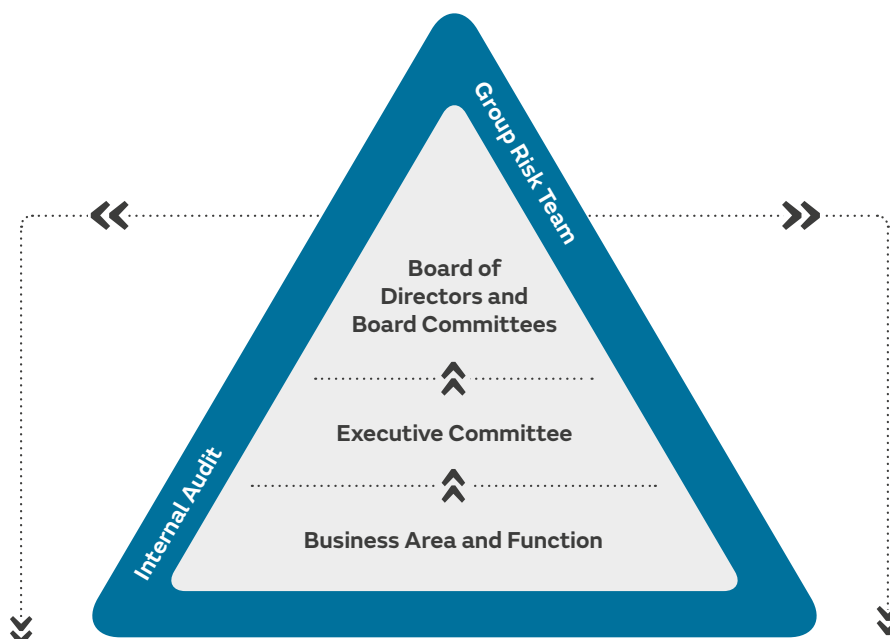 Group Risk Team
Board of
Directors and
Board Committees
Executive Committee
Internal Audit
Business Area and Function